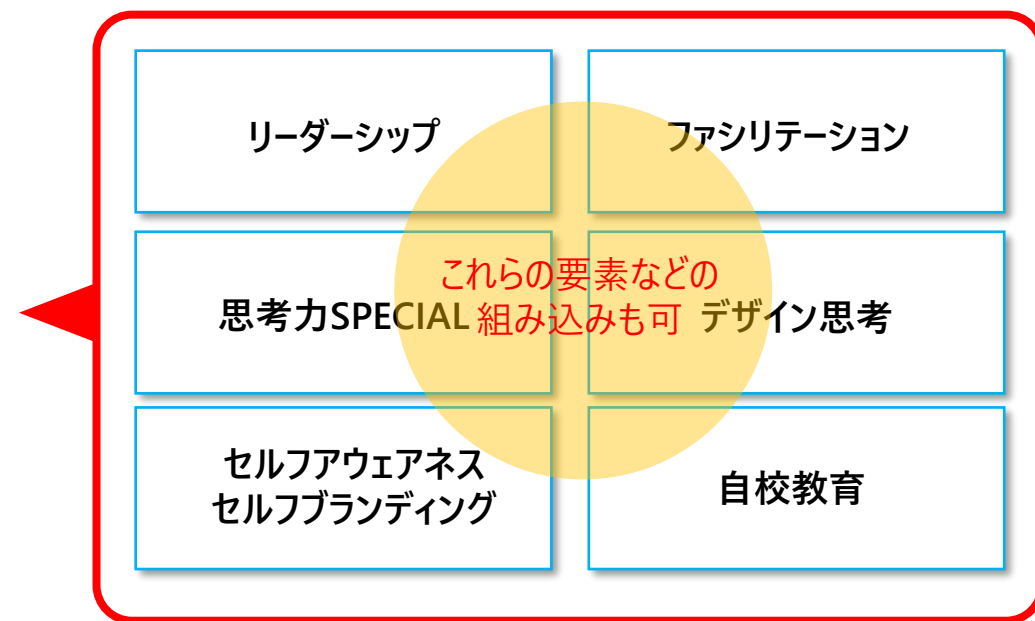 リーダーシップ
ファシリテーション
これらの要素などの
組み込みも可
思考力SPECIAL
デザイン思考
セルフアウェアネス
セルフブランディング
自校教育